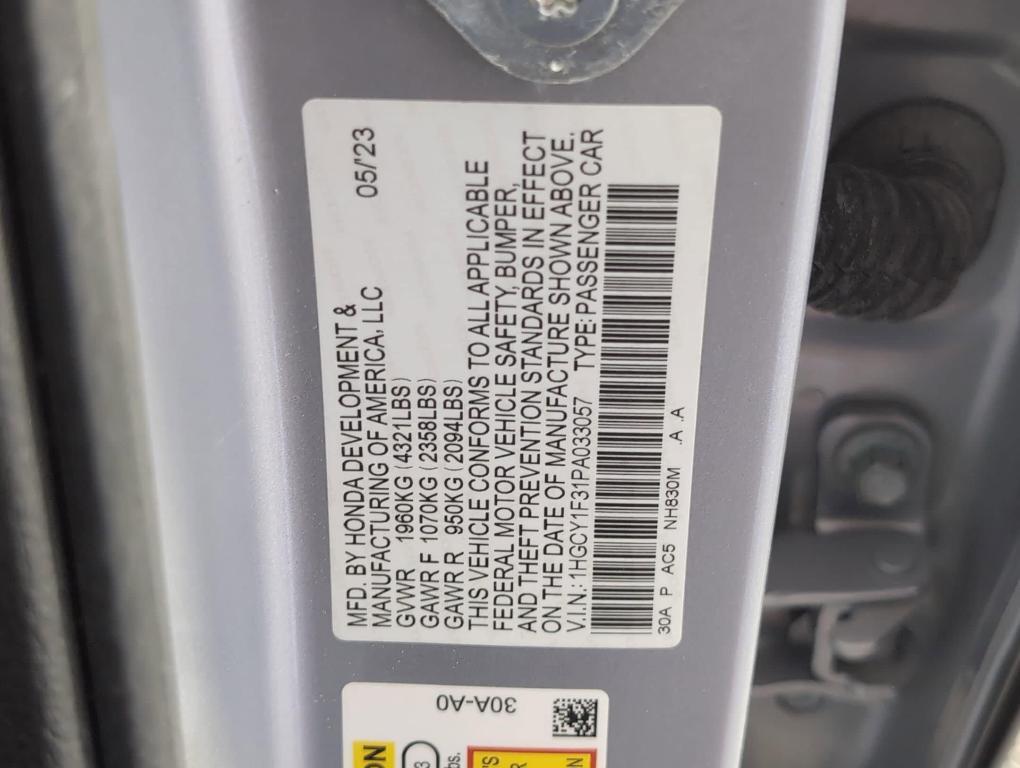 MFD. BY HONDA DEVELOPMENT &
MANUFACTURING OF AMERICA, LLC 05/'23
GVWR 1960KG (4321LBS)
GAWR F 1070KG (2358LBS)
GAWR R 950KG (2094LBS)
THIS VEHICLE CONFORMS TO ALL APPLICABLE
FEDERAL MOTOR VEHICLE SAFETY, BUMPER,
AND THEFT PREVENTION STANDARDS IN EFFECT
ON THE DATE OF MANUFACTURE SHOWN ABOVE.
V.I.N.: 1HGCY1F31PA033057 TYPE: PASSENGER CAR
30A P AC5 NH830M .A .A
30A-A0